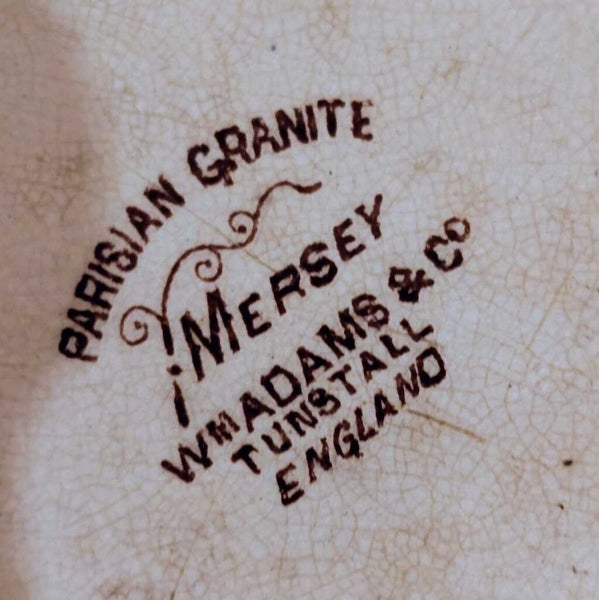 PARISIAN GRANITE
MERSEY
Wm ADAMS & Co
TUNSTALL
ENGLAND